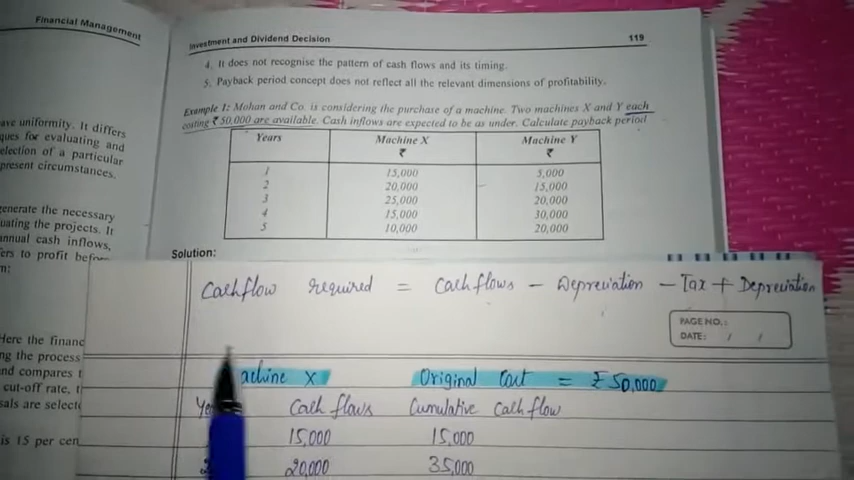 Financial Management
ave uniformity. It differs
ques for evaluating and
election of a particular
present circumstances.
generate the necessary
uating the projects. It
annual cash inflows,
ers to profit before
Here the financ
ng the process
and compares t
cut-off rate, t
sals are select
is 15 per cen
Investment and Dividend Decision 119
4. It does not recognise the pattern of cash flows and its timing.
5. Payback period concept does not reflect all the relevant dimensions of profitability.
Example 1: Mohan and Co. is considering the purchase of a machine. Two machines X and Y each
costing ₹ 50,000 are available. Cash inflows are expected to be as under. Calculate payback period
Years Machine X Machine Y
₹ ₹
1 15,000 5,000
2 20,000 15,000
3 25,000 20,000
4 15,000 30,000
5 10,000 20,000
Solution:
Cashflow required = Cashflows - Depreciation - Tax + Depreciation
PAGE NO.:
DATE: / /
achine X Original Cost = ₹ 50,000
Cash flows Cumulative Cash flow
15,000 15,000
20,000 35,000